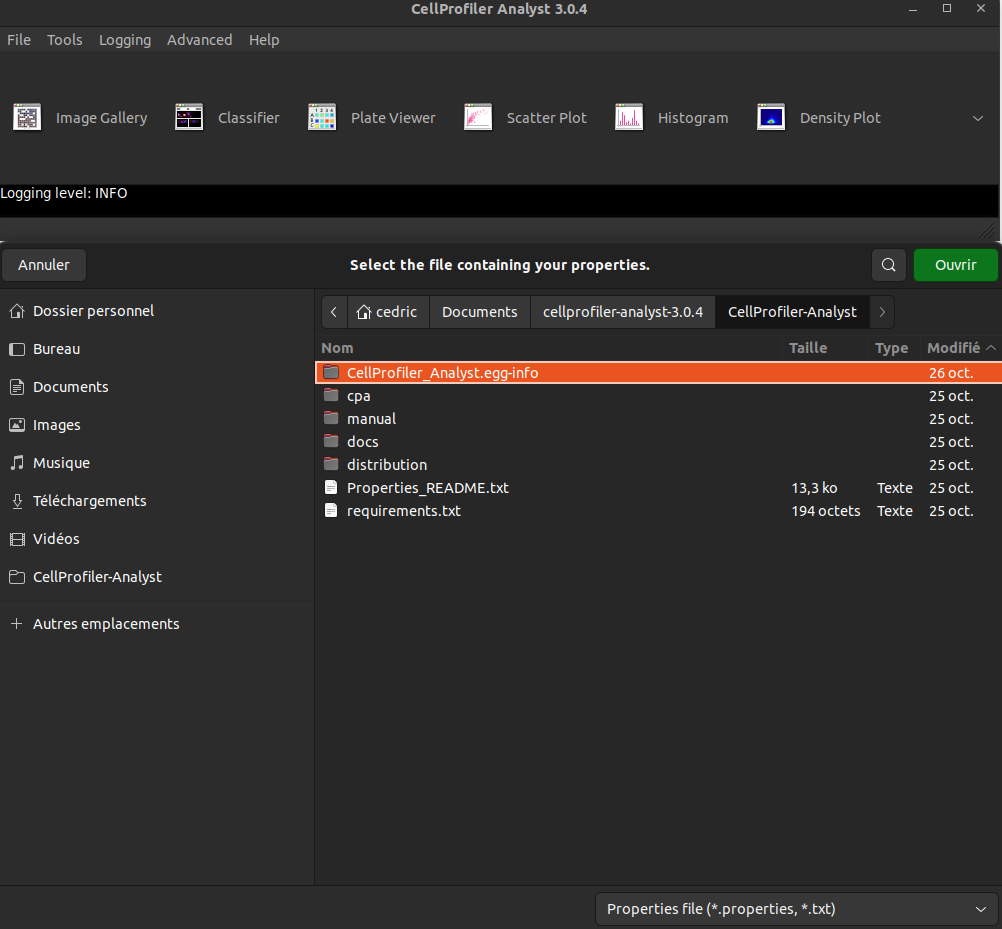 CellProfiler Analyst 3.0.4
File Tools Logging Advanced Help
Image Gallery Classifier Plate Viewer Scatter Plot Histogram Density Plot
Logging level: INFO
Annuler Select the file containing your properties. Ouvrir
Dossier personnel
Bureau
Documents
Images
Musique
Téléchargements
Vidéos
CellProfiler-Analyst
Autres emplacements
cedric Documents cellprofiler-analyst-3.0.4 CellProfiler-Analyst
Nom Taille Type Modifié
CellProfiler_Analyst.egg-info 26 oct.
cpa 25 oct.
manual 25 oct.
docs 25 oct.
distribution 25 oct.
Properties_README.txt 13,3 ko Texte 25 oct.
requirements.txt 194 octets Texte 25 oct.
Properties file (*.properties, *.txt)